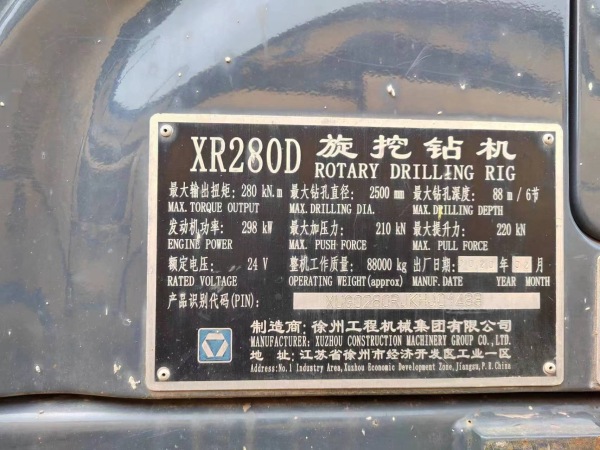 XR280D 旋挖钻机
ROTARY DRILLING RIG
最大输出扭矩: 280 kN.m 最大钻孔直径: 2500 mm 最大钻孔深度: 88 m / 6节
MAX. TORQUE OUTPUT MAX. DRILLING DIA. MAX. DRILLING DEPTH
发动机功率: 298 kW 最大加压力: 210 kN 最大提升力: 220 kN
ENGINE POWER MAX. PUSH FORCE MAX. PULL FORCE
额定电压: 24 V 整机工作质量: 88000 kg 出厂日期: 年 月
RATED VOLTAGE OPERATING WEIGHT (approx) MADE DATE YEAR MONTH
产品识别代码(PIN):
制造商: 徐州工程机械集团有限公司
MANUFACTURER: XUZHOU CONSTRUCTION MACHINERY GROUP CO., LTD.
地 址: 江苏省徐州市经济开发区工业一区
Address: No. 1 Industry Area, Xuzhou Economic Development Zone, Jiangsu, P. R. China